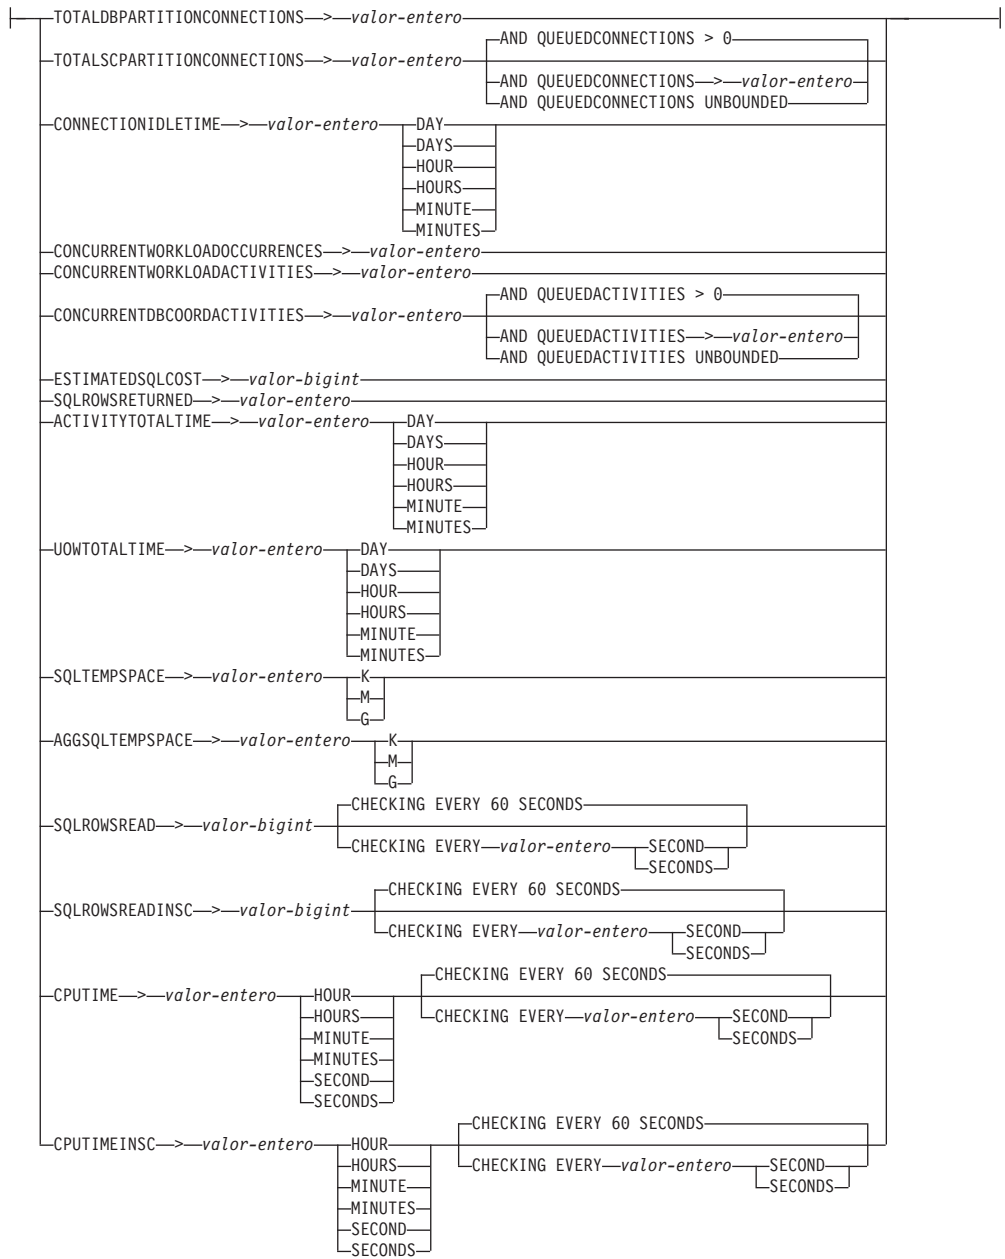 TOTALDBPARTITIONCONNECTIONS > valor-entero
AND QUEUEDCONNECTIONS > 0
TOTALSCPARTITIONCONNECTIONS > valor-entero
AND QUEUEDCONNECTIONS > valor-entero
AND QUEUEDCONNECTIONS UNBOUNDED
CONNECTIONIDLETIME > valor-entero DAY
DAYS
HOUR
HOURS
MINUTE
MINUTES
CONCURRENTWORKLOADOCCURRENCES > valor-entero
CONCURRENTWORKLOADACTIVITIES > valor-entero
AND QUEUEDACTIVITIES > 0
CONCURRENTDBCOORDACTIVITIES > valor-entero
AND QUEUEDACTIVITIES > valor-entero
AND QUEUEDACTIVITIES UNBOUNDED
ESTIMATEDSQLCOST > valor-bigint
SQLROWSRETURNED > valor-entero
ACTIVITYTOTALTIME > valor-entero DAY
DAYS
HOUR
HOURS
MINUTE
MINUTES
UOWTOTALTIME > valor-entero DAY
DAYS
HOUR
HOURS
MINUTE
MINUTES
SQLTEMPSPACE > valor-entero K
M
G
AGGSQLTEMPSPACE > valor-entero K
M
G
CHECKING EVERY 60 SECONDS
SQLROWSREAD > valor-bigint
CHECKING EVERY valor-entero SECOND
SECONDS
CHECKING EVERY 60 SECONDS
SQLROWSREADINSC > valor-bigint
CHECKING EVERY valor-entero SECOND
SECONDS
CHECKING EVERY 60 SECONDS
CPUTIME > valor-entero HOUR
HOURS CHECKING EVERY valor-entero SECOND
MINUTE SECONDS
MINUTES
SECOND
SECONDS
CHECKING EVERY 60 SECONDS
CPUTIMEINSC > valor-entero HOUR
HOURS CHECKING EVERY valor-entero SECOND
MINUTE SECONDS
MINUTES
SECOND
SECONDS